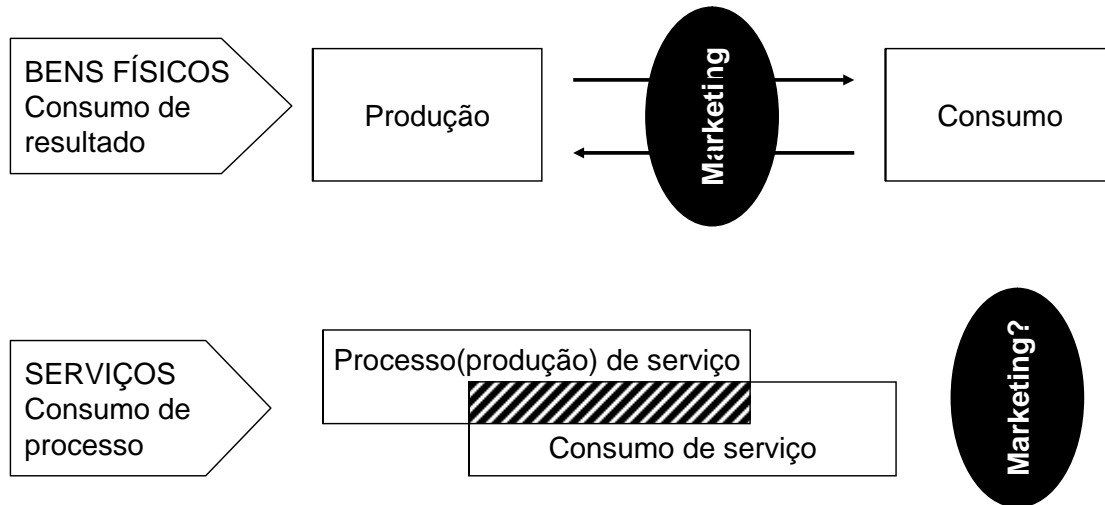 BENS FÍSICOS
Consumo de
resultado
Produção
Marketing
Consumo
SERVIÇOS
Consumo de
processo
Processo(produção) de serviço
Consumo de serviço
Marketing?